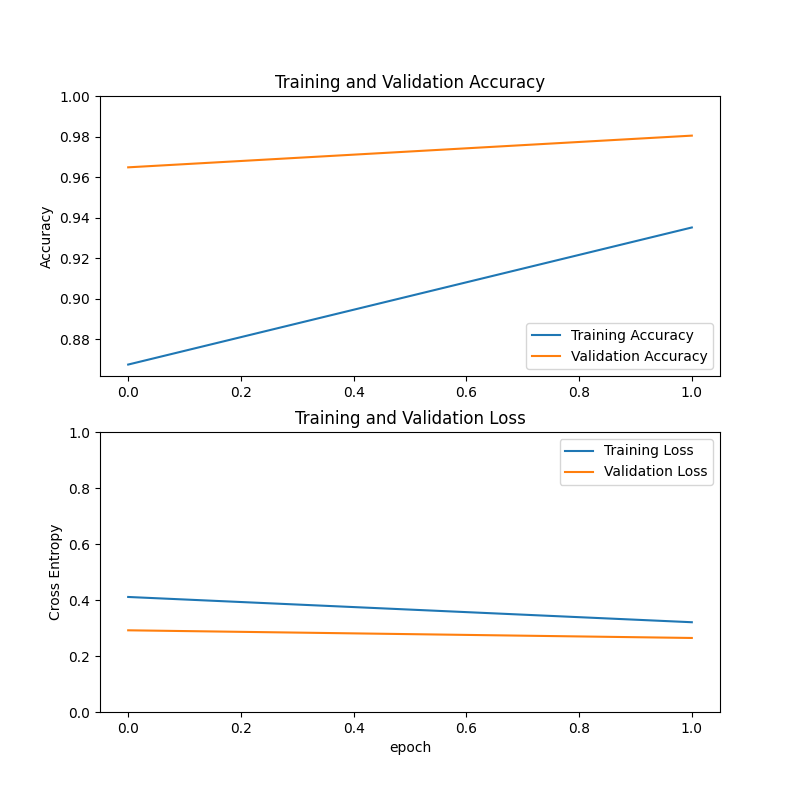 Training and Validation Accuracy
Accuracy
1.00
0.98
0.96
0.94
0.92
0.90
0.88
Training Accuracy
Validation Accuracy
0.0 0.2 0.4 0.6 0.8 1.0
Training and Validation Loss
Cross Entropy
1.0
0.8
0.6
0.4
0.2
0.0
Training Loss
Validation Loss
0.0 0.2 0.4 0.6 0.8 1.0
epoch